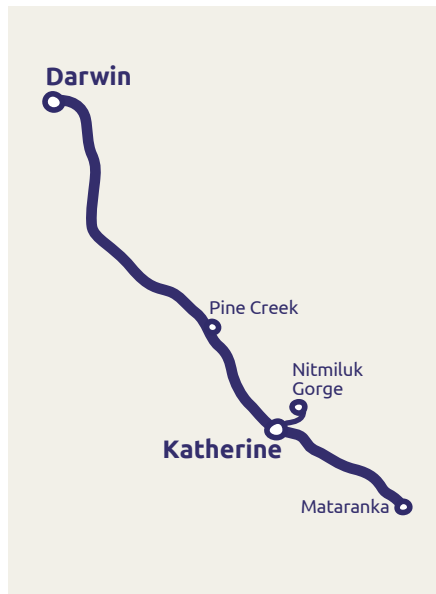 Darwin
Pine Creek
Nitmiluk
Gorge
Katherine
Mataranka